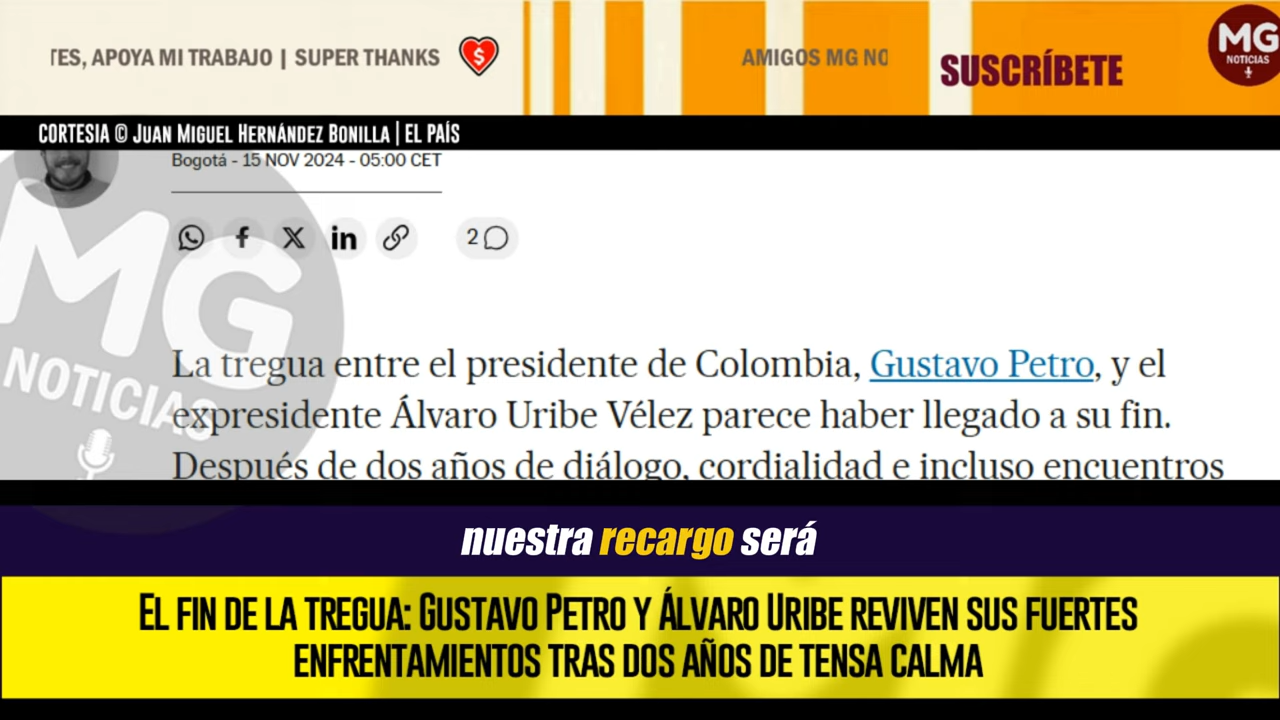 TES, APOYA MI TRABAJO | SUPER THANKS
AMIGOS MG NO
SUSCRÍBETE
MG
NOTICIAS
CORTESIA © JUAN MIGUEL HERNÁNDEZ BONILLA | EL PAÍS
Bogotá - 15 NOV 2024 - 05:00 CET
2
La tregua entre el presidente de Colombia, Gustavo Petro, y el
expresidente Álvaro Uribe Vélez parece haber llegado a su fin.
Después de dos años de diálogo, cordialidad e incluso encuentros
MG
NOTICIAS
nuestra recargo será
EL FIN DE LA TREGUA: GUSTAVO PETRO Y ÁLVARO URIBE REVIVEN SUS FUERTES
ENFRENTAMIENTOS TRAS DOS AÑOS DE TENSA CALMA